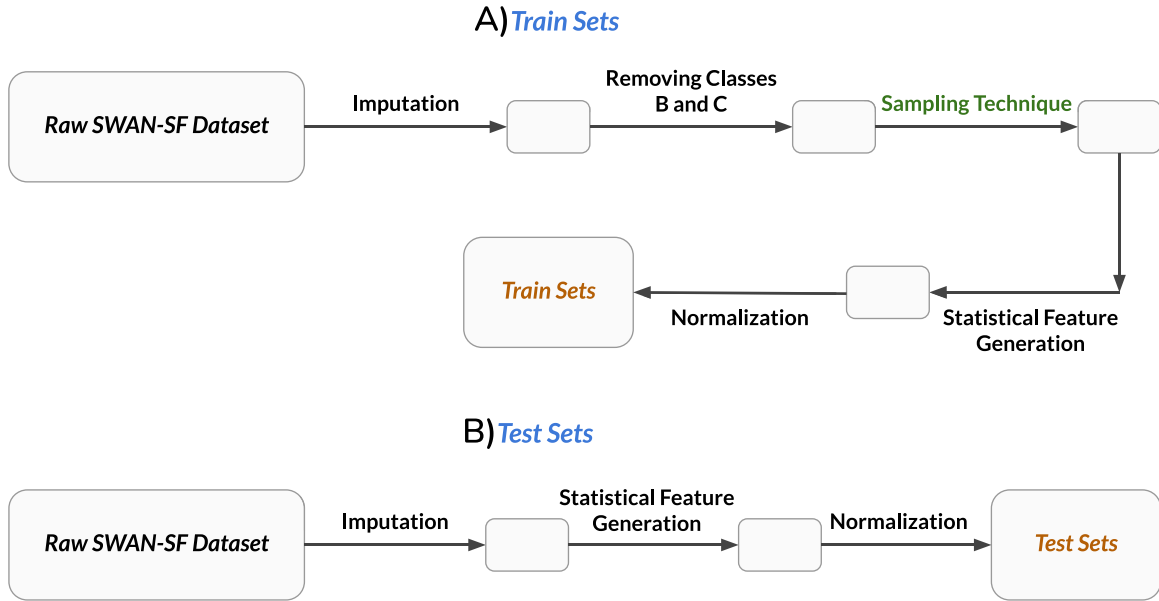 A) Train Sets
Raw SWAN-SF Dataset
Imputation
Removing Classes
B and C
Sampling Technique
Train Sets
Normalization
Statistical Feature
Generation
B) Test Sets
Raw SWAN-SF Dataset
Imputation
Statistical Feature
Generation
Normalization
Test Sets